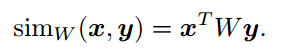 sim_W(x, y) = x^T W y.